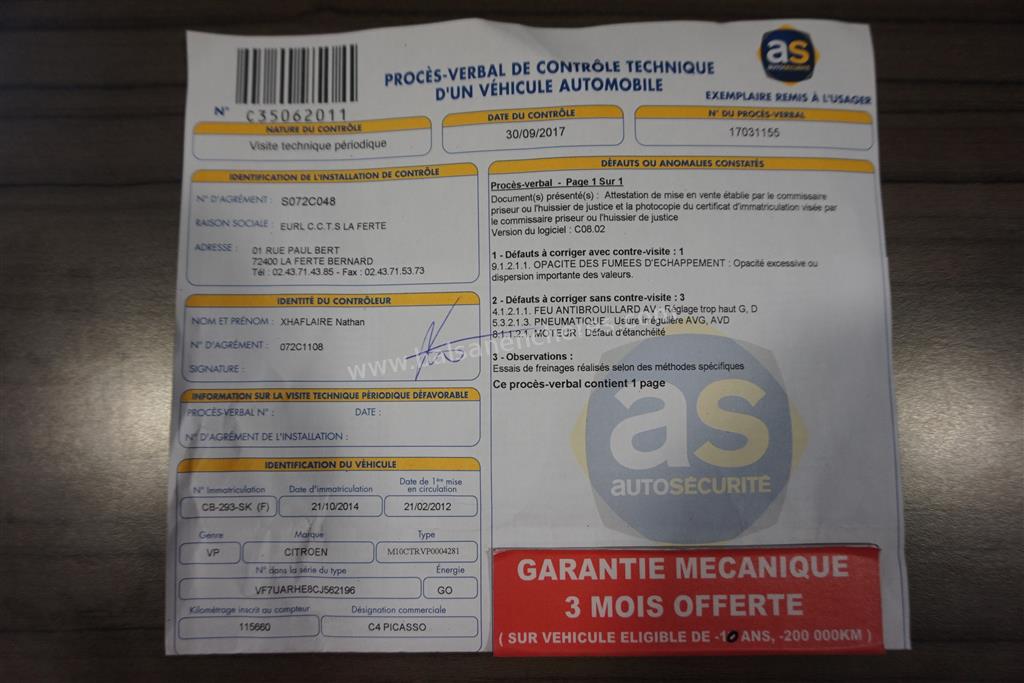 PROCÈS-VERBAL DE CONTRÔLE TECHNIQUE
D'UN VÉHICULE AUTOMOBILE
as
AUTOSÉCURITÉ
EXEMPLAIRE REMIS À L'USAGER
N° C35062011
NATURE DU CONTRÔLE
Visite technique périodique
DATE DU CONTRÔLE
30/09/2017
N° DU PROCÈS-VERBAL
17031155
IDENTIFICATION DE L'INSTALLATION DE CONTRÔLE
N° D'AGRÉMENT : S072C048
RAISON SOCIALE : EURL C.C.T.S LA FERTE
ADRESSE : 01 RUE PAUL BERT
72400 LA FERTE BERNARD
Tél : 02.43.71.43.85 - Fax : 02.43.71.53.73
IDENTITÉ DU CONTRÔLEUR
NOM ET PRÉNOM : XHAFLAIRE Nathan
N° D'AGRÉMENT : 072C1108
SIGNATURE :
INFORMATION SUR LA VISITE TECHNIQUE PÉRIODIQUE DÉFAVORABLE
PROCÈS-VERBAL N° : DATE :
N° D'AGRÉMENT DE L'INSTALLATION :
IDENTIFICATION DU VÉHICULE
N° Immatriculation Date d'immatriculation Date de 1ère mise
en circulation
CB-293-SK (F) 21/10/2014 21/02/2012
Genre Marque Type
VP CITROEN M10CTRVP0004281
N° dans la série du type Énergie
VF7UARHE8CJ562196 GO
Kilométrage inscrit au compteur Désignation commerciale
115660 C4 PICASSO
DÉFAUTS OU ANOMALIES CONSTATÉS
Procès-verbal - Page 1 Sur 1
Document(s) présenté(s) : Attestation de mise en vente établie par le commissaire
priseur ou l'huissier de justice et la photocopie du certificat d'immatriculation visée par
le commissaire priseur ou l'huissier de justice
Version du logiciel : C08.02
1 - Défauts à corriger avec contre-visite : 1
9.1.2.1.1. OPACITE DES FUMEES D'ECHAPPEMENT : Opacité excessive ou
dispersion importante des valeurs.
2 - Défauts à corriger sans contre-visite : 3
4.1.2.1.1. FEU ANTIBROUILLARD AV : Réglage trop haut G, D
5.3.2.1.3. PNEUMATIQUE : Usure irrégulière AVG, AVD
8.1.1.2.1. MOTEUR : Défaut d'étanchéité
3 - Observations :
Essais de freinages réalisés selon des méthodes spécifiques
Ce procès-verbal contient 1 page
as
AUTOSÉCURITÉ
GARANTIE MECANIQUE
3 MOIS OFFERTE
( SUR VEHICULE ELIGIBLE DE -10 ANS, -200 000KM )